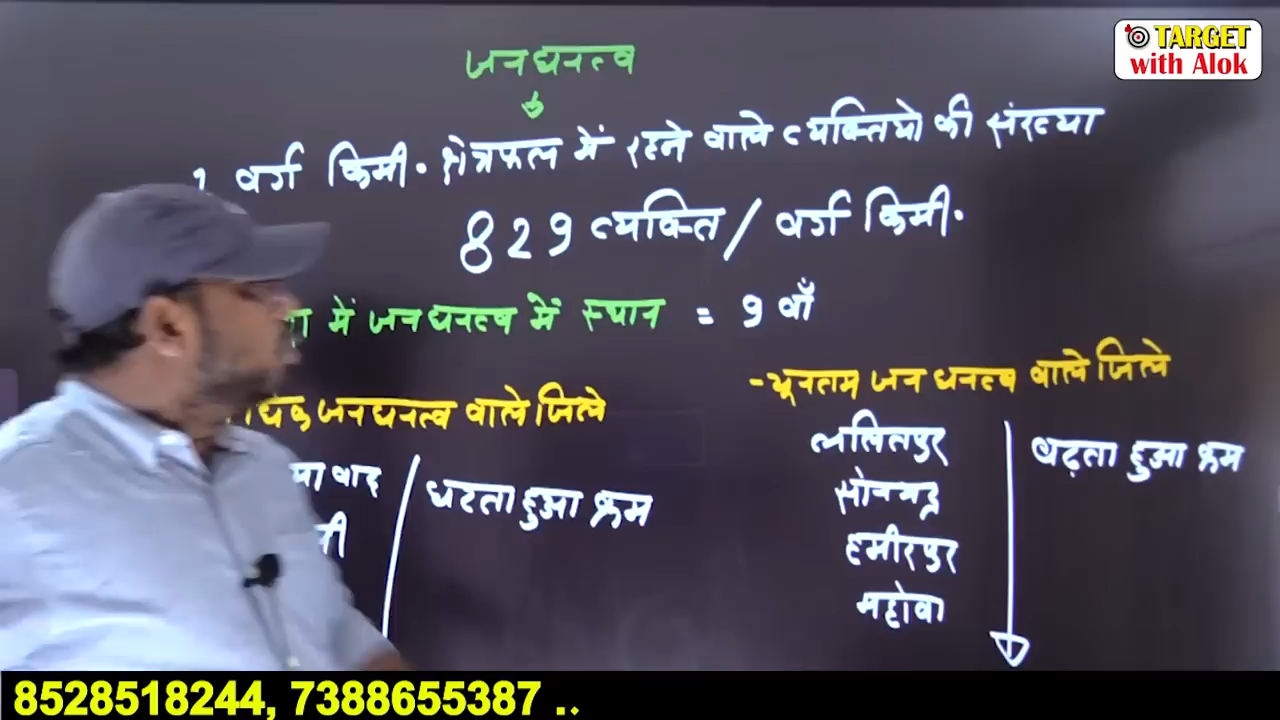 TARGET
with Alok
जनघनत्व
1 वर्ग किमी. क्षेत्रफल में रहने वाले व्यक्तियो की संख्या
829 व्यक्ति / वर्ग किमी.
में जनघनत्व में स्थान = 9 वाँ
जनघनत्व वाले जिले
-यूनतम जन घनत्व वाले जिले
घटता हुआ क्रम
ललितपुर
सोनभद्र
हमीरपुर
महोबा
बढ़ता हुआ क्रम
8528518244, 7388655387 ..